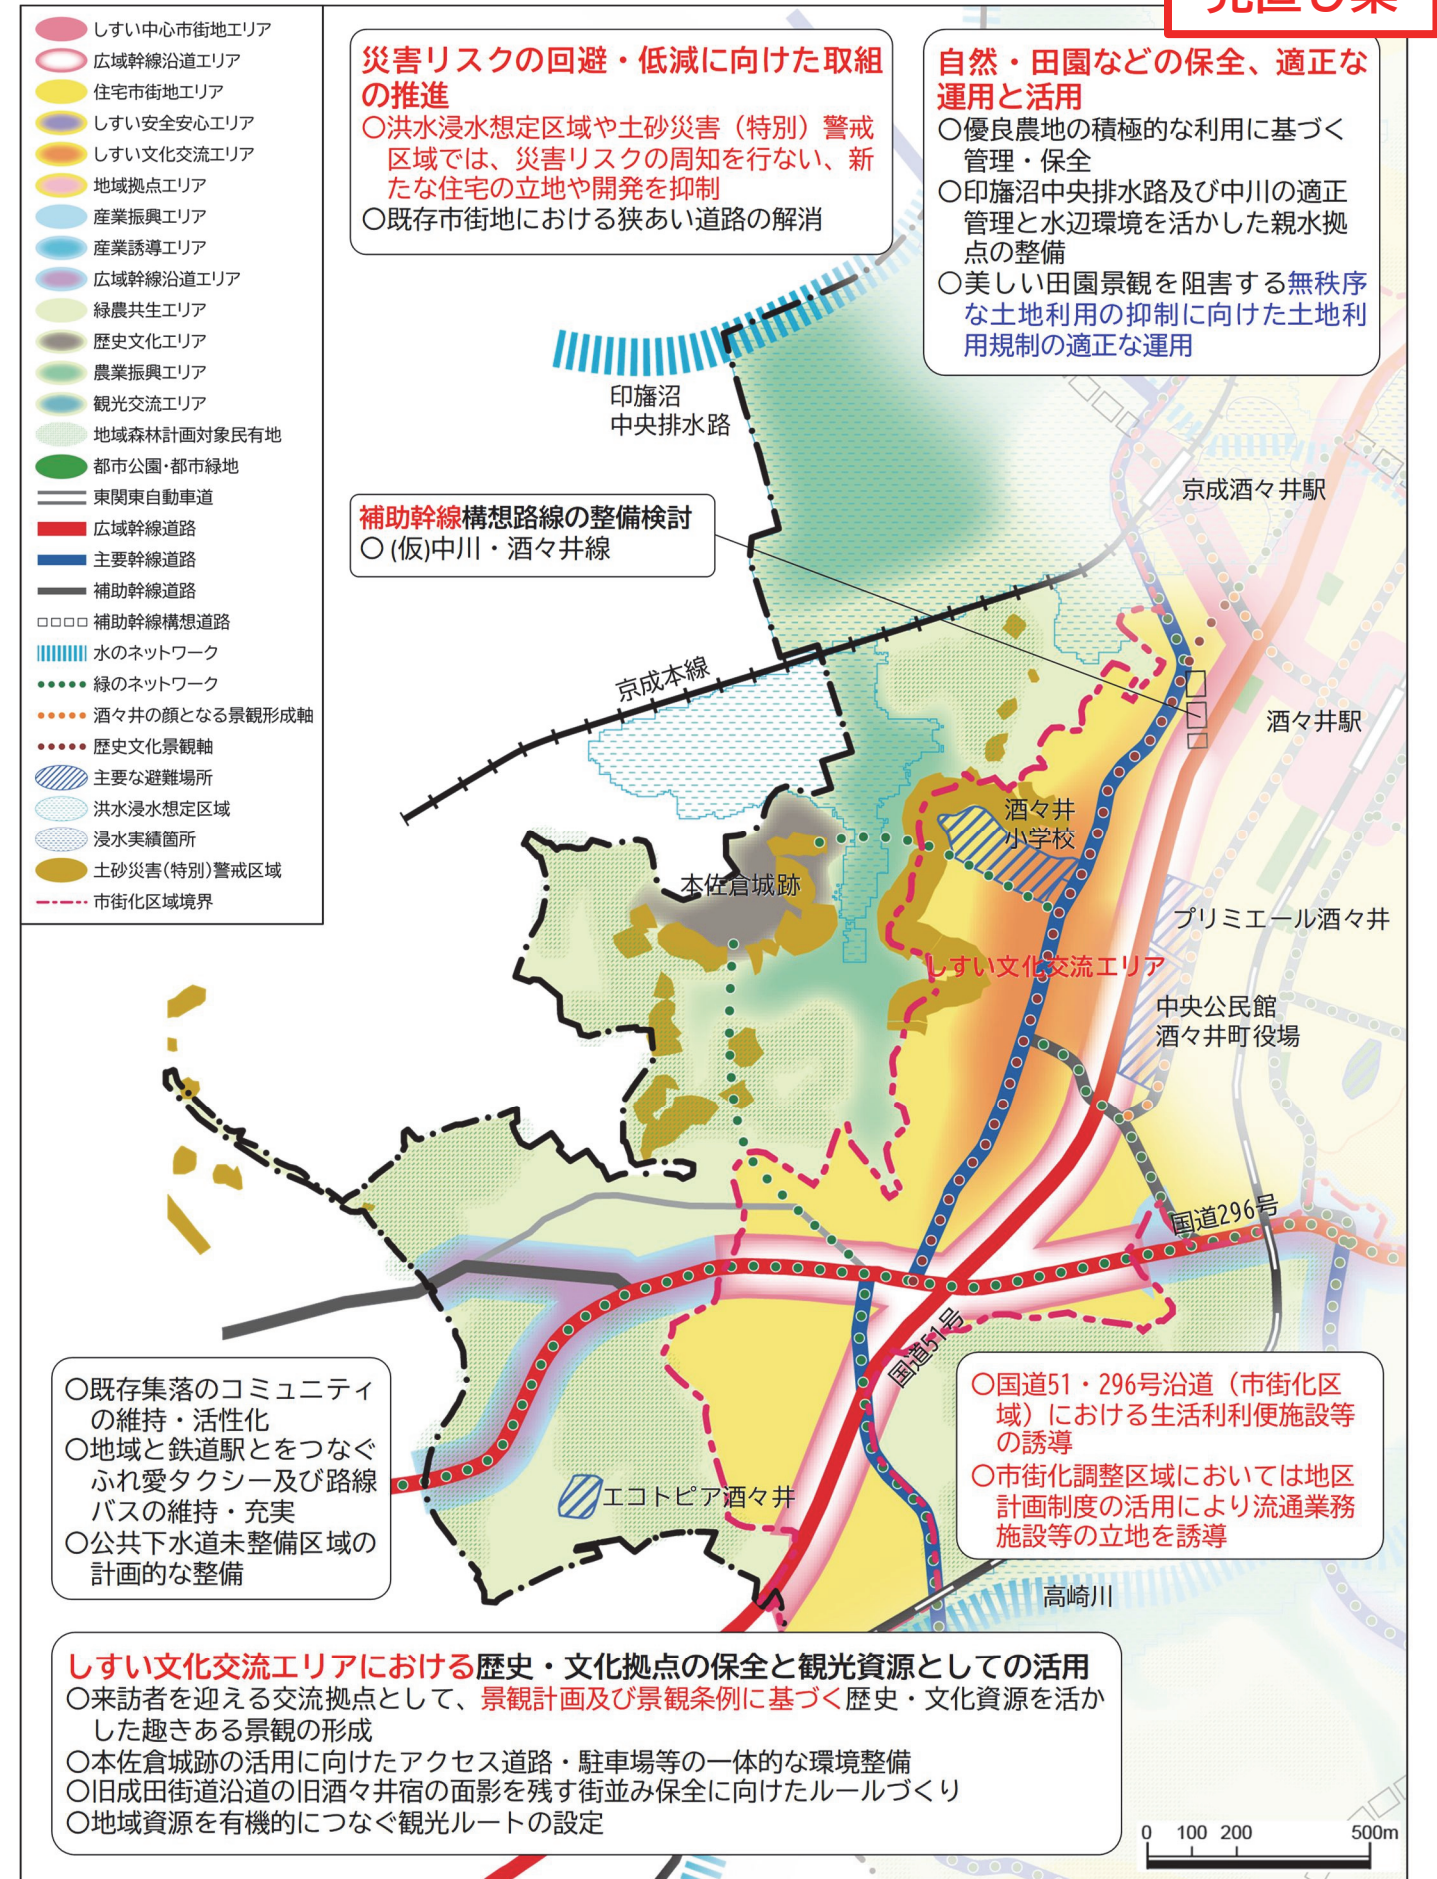 しすい中心市街地エリア
広域幹線沿道エリア
住宅市街地エリア
しすい安全安心エリア
しすい文化交流エリア
地域拠点エリア
産業振興エリア
産業誘導エリア
広域幹線沿道エリア
緑農共生エリア
歴史文化エリア
農業振興エリア
観光交流エリア
地域森林計画対象民有地
都市公園・都市緑地
東関東自動車道
広域幹線道路
主要幹線道路
補助幹線道路
補助幹線構想道路
水のネットワーク
緑のネットワーク
酒々井の顔となる景観形成軸
歴史文化景観軸
主要な避難場所
洪水浸水想定区域
浸水実績箇所
土砂災害(特別)警戒区域
市街化区域境界
災害リスクの回避・低減に向けた取組
の推進
〇洪水浸水想定区域や土砂災害（特別）警戒
区域では、災害リスクの周知を行ない、新
たな住宅の立地や開発を抑制
〇既存市街地における狭あい道路の解消
自然・田園などの保全、適正な
運用と活用
〇優良農地の積極的な利用に基づく
管理・保全
〇印旛沼中央排水路及び中川の適正
管理と水辺環境を活かした親水拠
点の整備
〇美しい田園景観を阻害する無秩序
な土地利用の抑制に向けた土地利
用規制の適正な運用
印旛沼
中央排水路
京成酒々井駅
補助幹線構想路線の整備検討
〇 (仮)中川・酒々井線
京成本線
酒々井駅
酒々井
小学校
本佐倉城跡
プリミエール酒々井
しすい文化交流エリア
中央公民館
酒々井町役場
国道296号
国道51号
〇既存集落のコミュニティ
の維持・活性化
〇地域と鉄道駅とをつなぐ
ふれ愛タクシー及び路線
バスの維持・充実
〇公共下水道未整備区域の
計画的な整備
エコトピア酒々井
〇国道51・296号沿道（市街化区
域）における生活利利便施設等
の誘導
〇市街化調整区域においては地区
計画制度の活用により流通業務
施設等の立地を誘導
高崎川
しすい文化交流エリアにおける歴史・文化拠点の保全と観光資源としての活用
〇来訪者を迎える交流拠点として、景観計画及び景観条例に基づく歴史・文化資源を活か
した趣きある景観の形成
〇本佐倉城跡の活用に向けたアクセス道路・駐車場等の一体的な環境整備
〇旧成田街道沿道の旧酒々井宿の面影を残す街並み保全に向けたルールづくり
〇地域資源を有機的につなぐ観光ルートの設定
0 100 200 500m